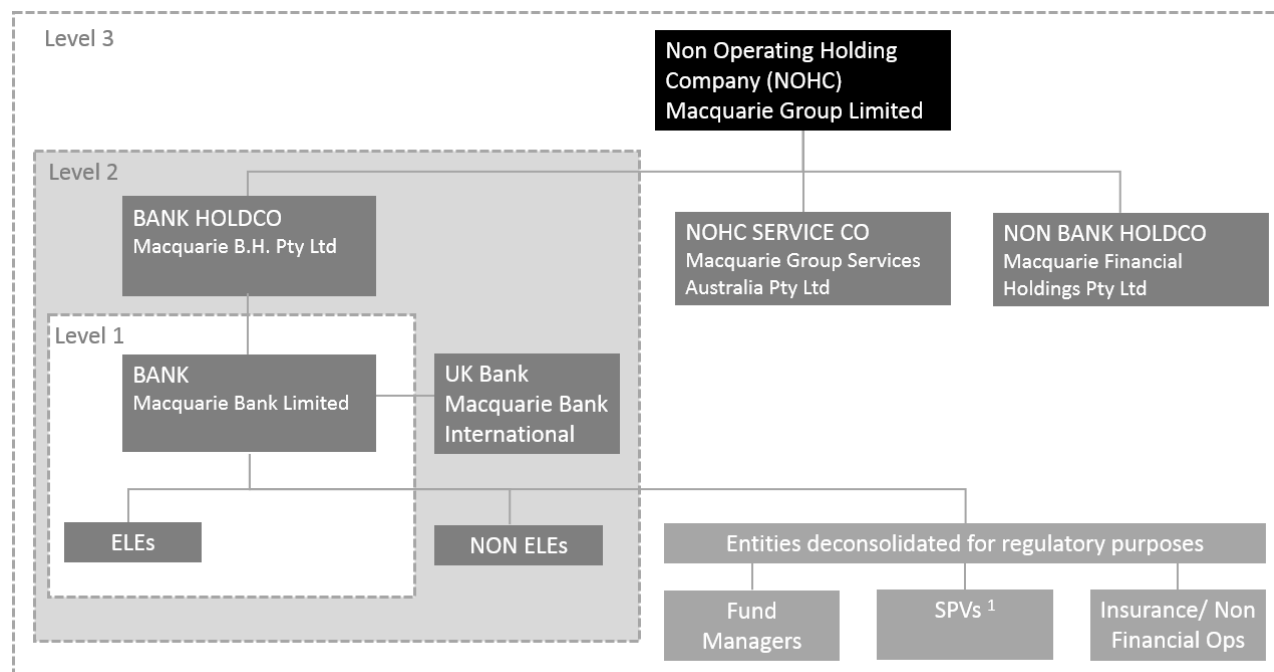 Level 3
Non Operating Holding
Company (NOHC)
Macquarie Group Limited
Level 2
BANK HOLDCO
Macquarie B.H. Pty Ltd
NOHC SERVICE CO
Macquarie Group Services
Australia Pty Ltd
NON BANK HOLDCO
Macquarie Financial
Holdings Pty Ltd
Level 1
BANK
Macquarie Bank Limited
UK Bank
Macquarie Bank
International
ELEs
NON ELEs
Entities deconsolidated for regulatory purposes
Fund
Managers
SPVs 1
Insurance/ Non
Financial Ops